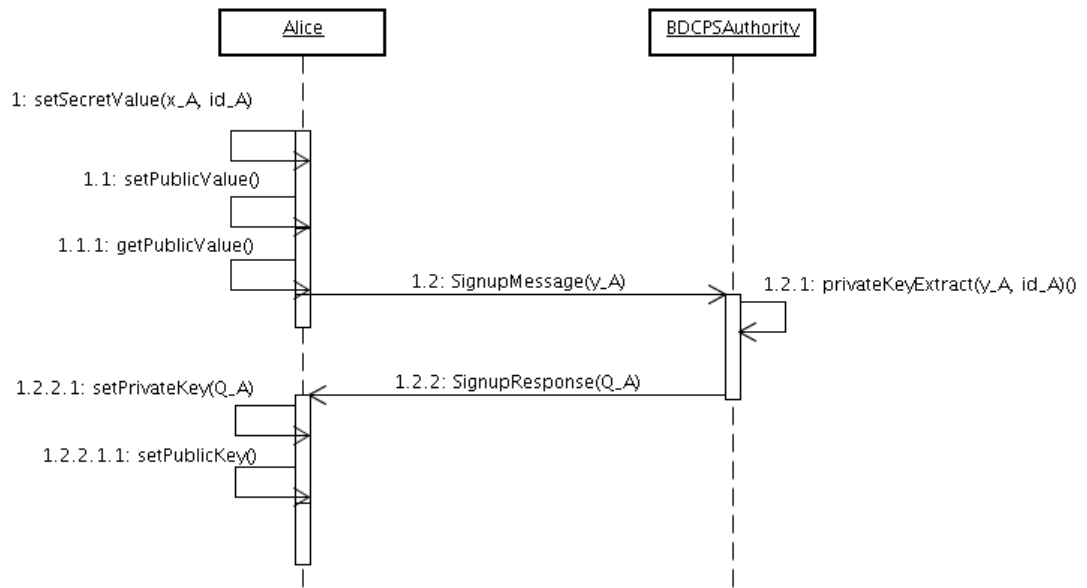 Alice
BDCPSAuthority
1: setSecretValue(x_A, id_A)
1.1: setPublicValue()
1.1.1: getPublicValue()
1.2: SignupMessage(y_A)
1.2.1: privateKeyExtract(y_A, id_A)()
1.2.2: SignupResponse(Q_A)
1.2.2.1: setPrivateKey(Q_A)
1.2.2.1.1: setPublicKey()